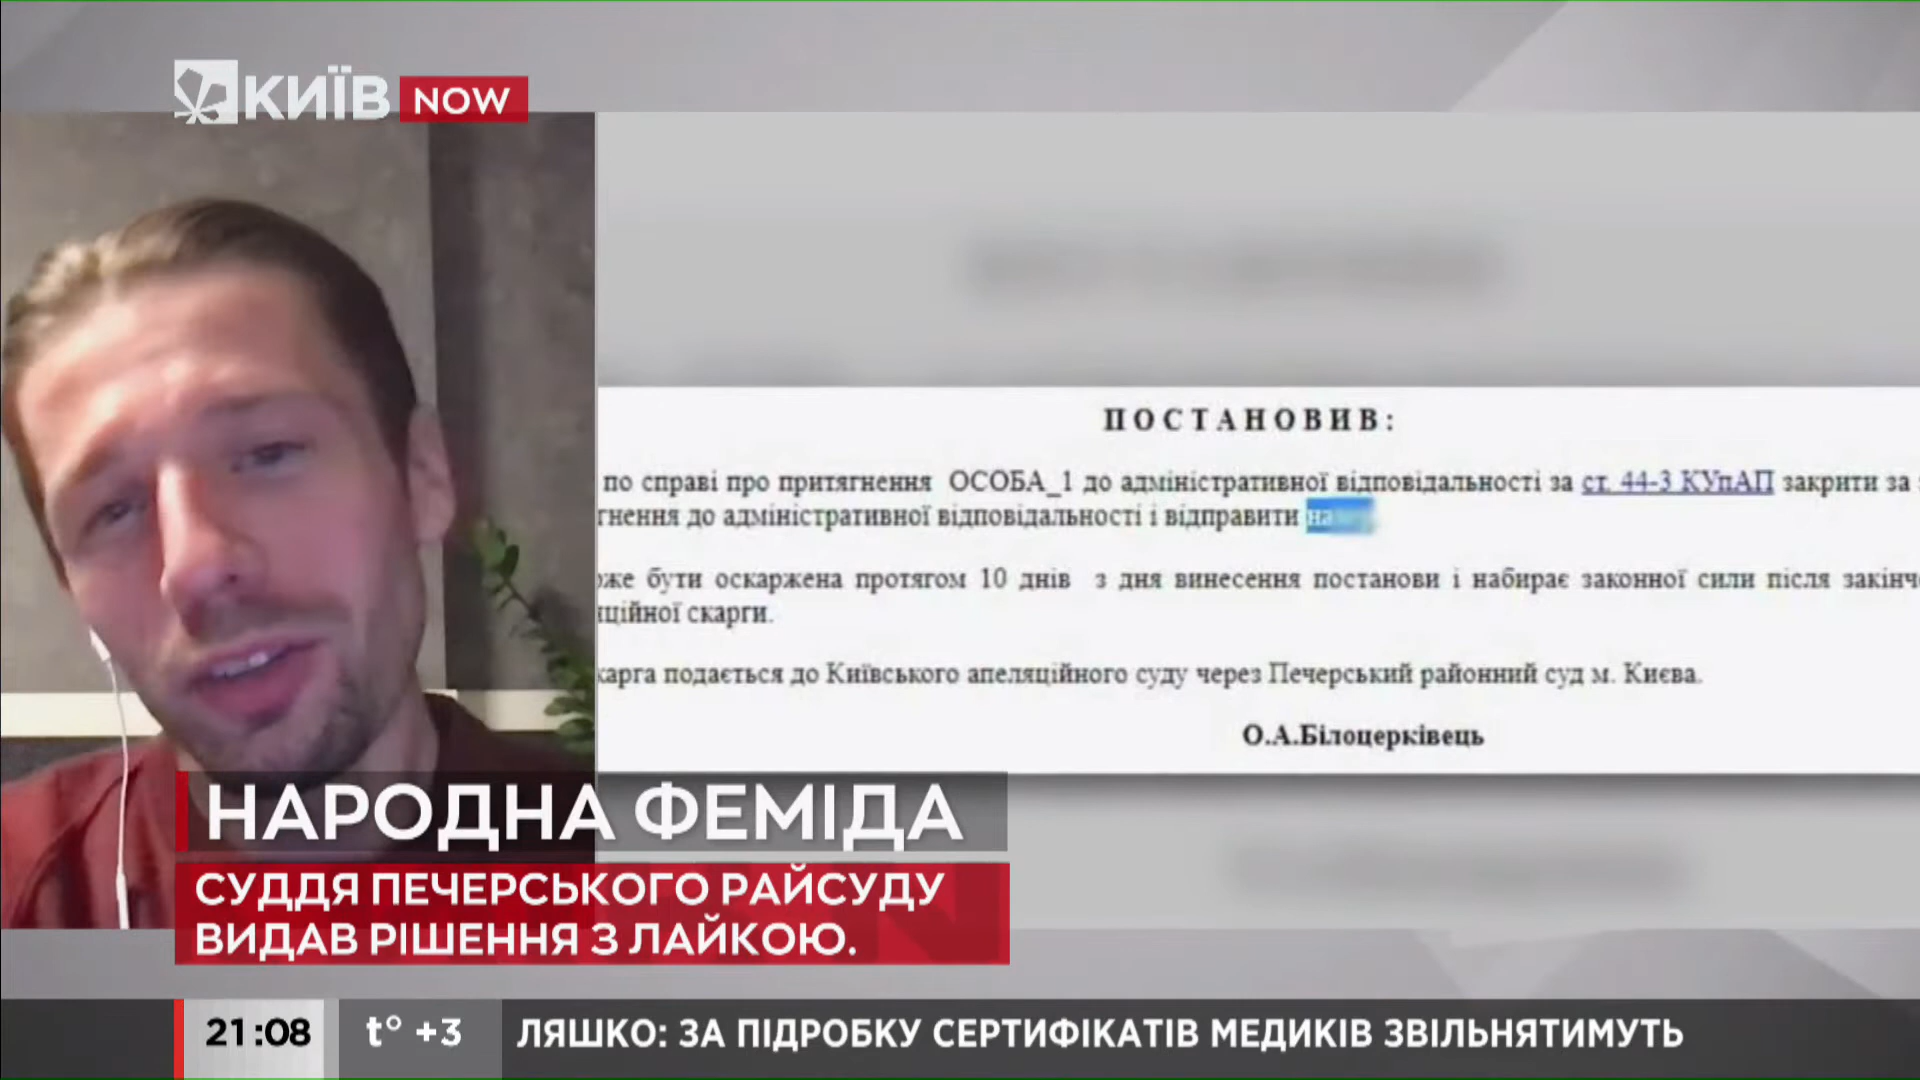 КИЇВ NOW
ПОСТАНОВИВ:
по справі про притягнення ОСОБА_1 до адміністративної відповідальності за ст. 44-3 КУпАП закрити за
гнення до адміністративної відповідальності і відправити на
же бути оскаржена протягом 10 днів з дня винесення постанови і набирає законної сили після закінч
ційної скарги.
карга подається до Київського апеляційного суду через Печерський районний суд м. Києва.
О.А.Білоцерківець
НАРОДНА ФЕМІДА
СУДДЯ ПЕЧЕРСЬКОГО РАЙСУДУ
ВИДАВ РІШЕННЯ З ЛАЙКОЮ.
21:08 t° +3 ЛЯШКО: ЗА ПІДРОБКУ СЕРТИФІКАТІВ МЕДИКІВ ЗВІЛЬНЯТИМУТЬ